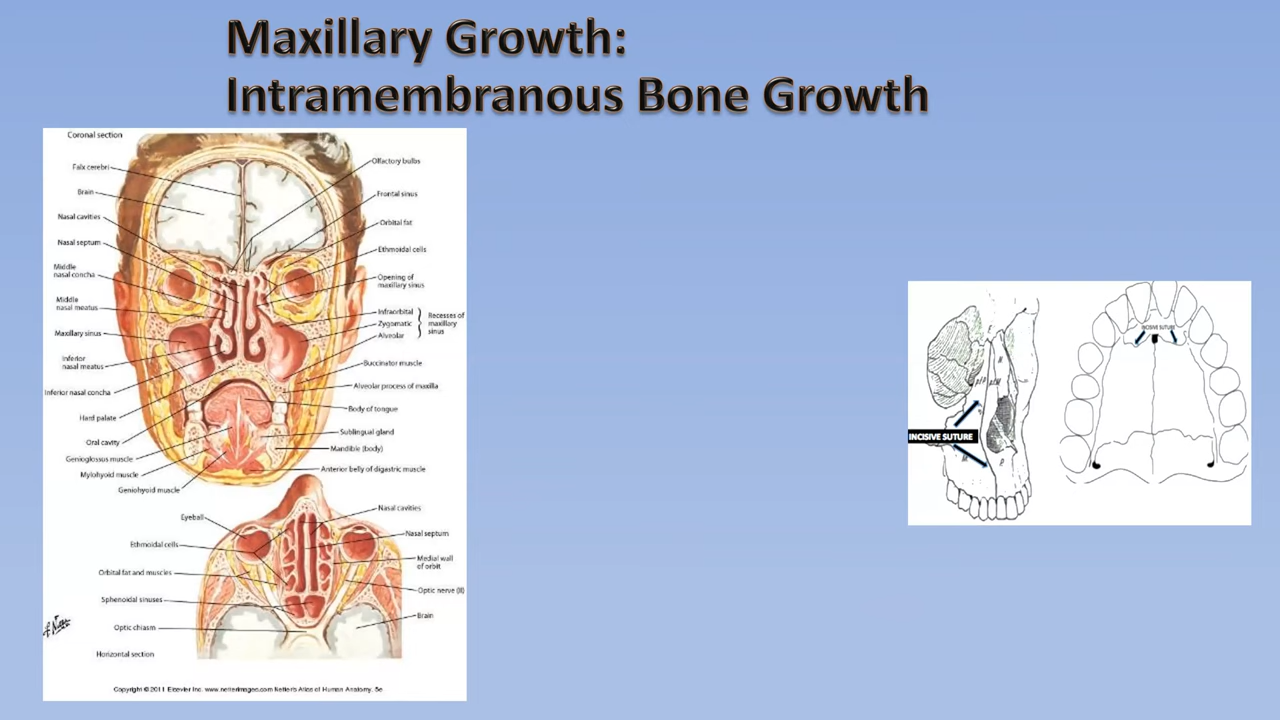 Maxillary Growth:
Intramembranous Bone Growth
Coronal section
Falx cerebri
Brain
Nasal cavities
Nasal septum
Middle
nasal concha
Middle
nasal meatus
Maxillary sinus
Inferior
nasal meatus
Inferior nasal concha
Hard palate
Oral cavity
Genioglossus muscle
Mylohyoid muscle
Geniohyoid muscle
Olfactory bulbs
Frontal sinus
Orbital fat
Ethmoidal cells
Opening of
maxillary sinus
Infraorbital
Zygomatic
Alveolar
Recesses of
maxillary
sinus
Buccinator muscle
Alveolar process of maxilla
Body of tongue
Sublingual gland
Mandible (body)
Anterior belly of digastric muscle
Eyeball
Ethmoidal cells
Orbital fat and muscles
Sphenoidal sinuses
Optic chiasm
Horizontal section
Nasal cavities
Nasal septum
Medial wall
of orbit
Optic nerve (II)
Brain
Copyright © 2011 Elsevier Inc. www.netterimages.com Netter's Atlas of Human Anatomy, 5e
INCISIVE SUTURE
INCISIVE SUTURE